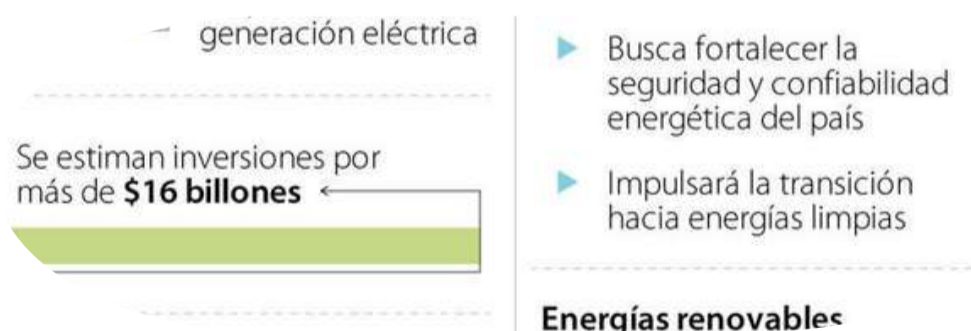 generación eléctrica
Se estiman inversiones por
más de $16 billones
Busca fortalecer la
seguridad y confiabilidad
energética del país
Impulsará la transición
hacia energías limpias
Energías renovables